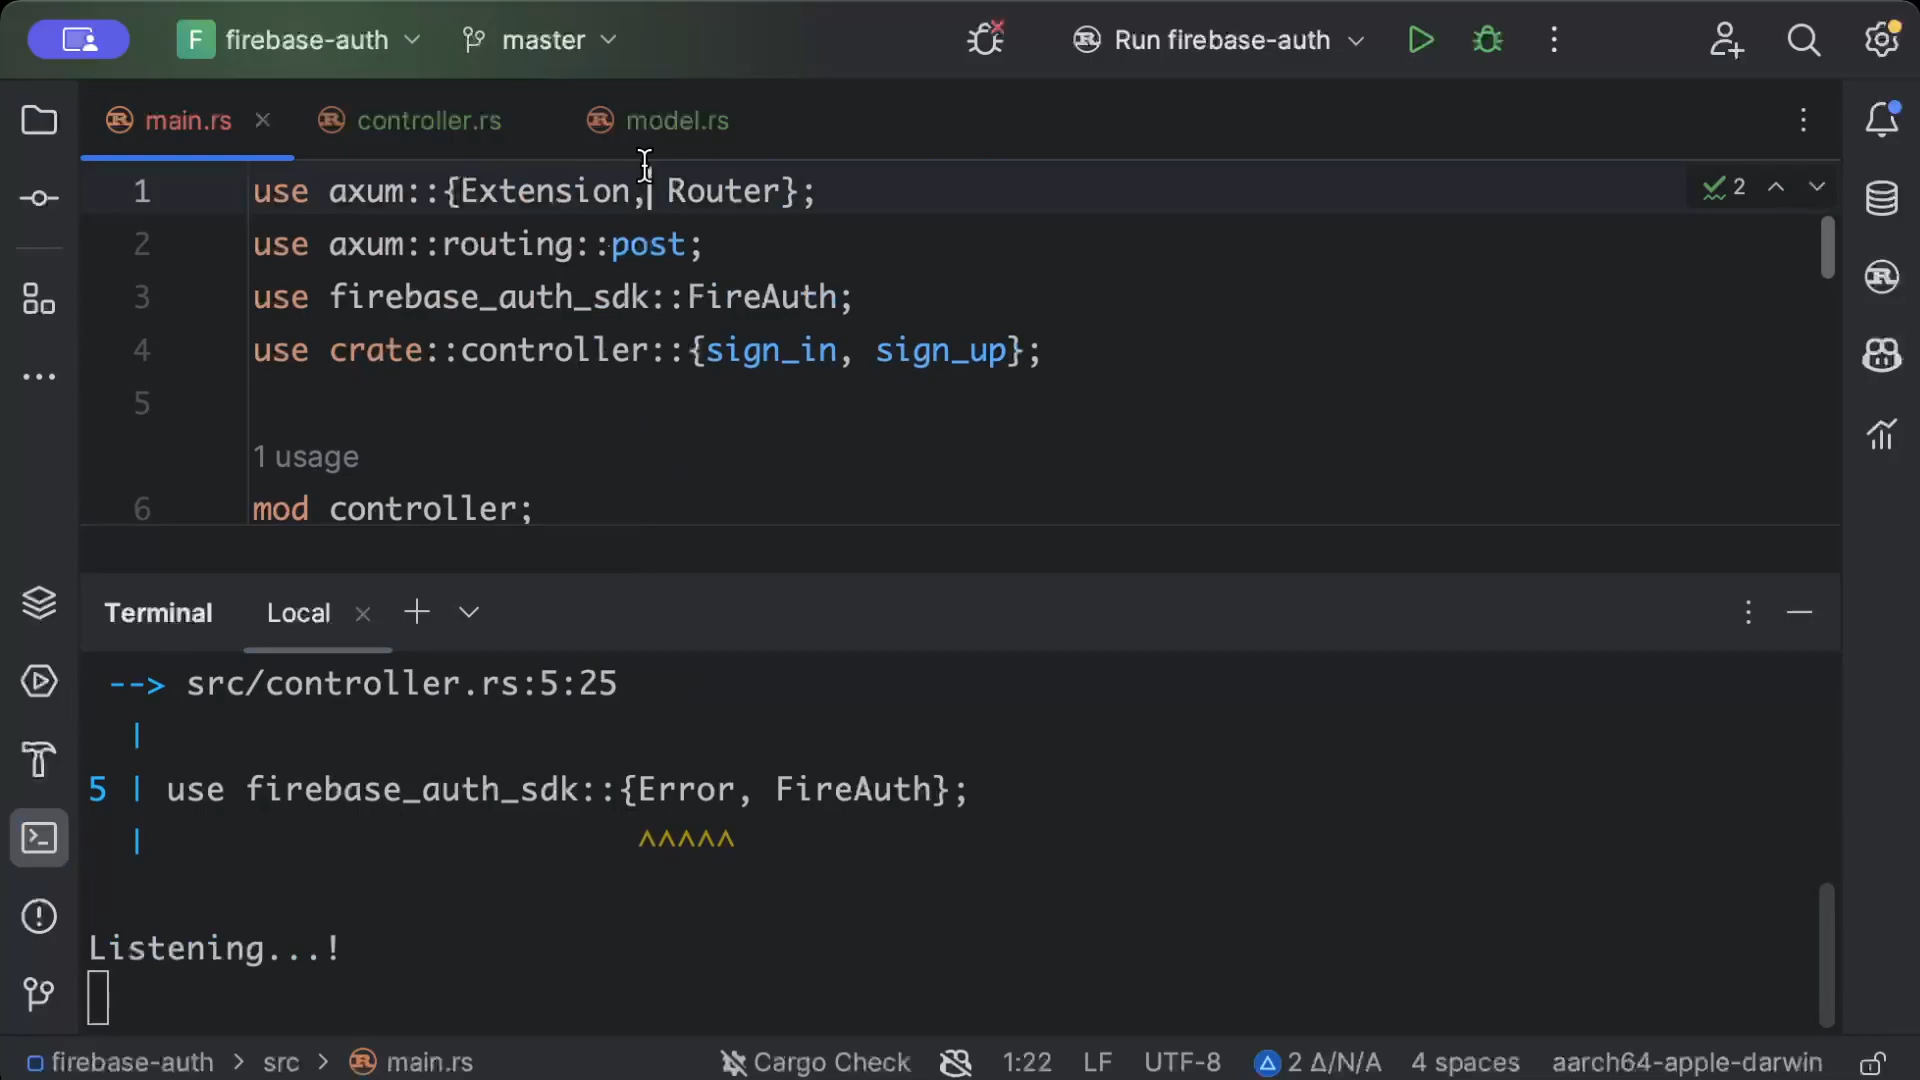 F firebase-auth master Run firebase-auth
main.rs controller.rs model.rs
1 use axum::{Extension, Router}; 2
2 use axum::routing::post;
3 use firebase_auth_sdk::FireAuth;
4 use crate::controller::{sign_in, sign_up};
5
1 usage
6 mod controller;
Terminal Local
--> src/controller.rs:5:25
|
5 | use firebase_auth_sdk::{Error, FireAuth};
| ^^^^^
Listening...!
firebase-auth > src > main.rs Cargo Check 1:22 LF UTF-8 2 Δ/N/A 4 spaces aarch64-apple-darwin